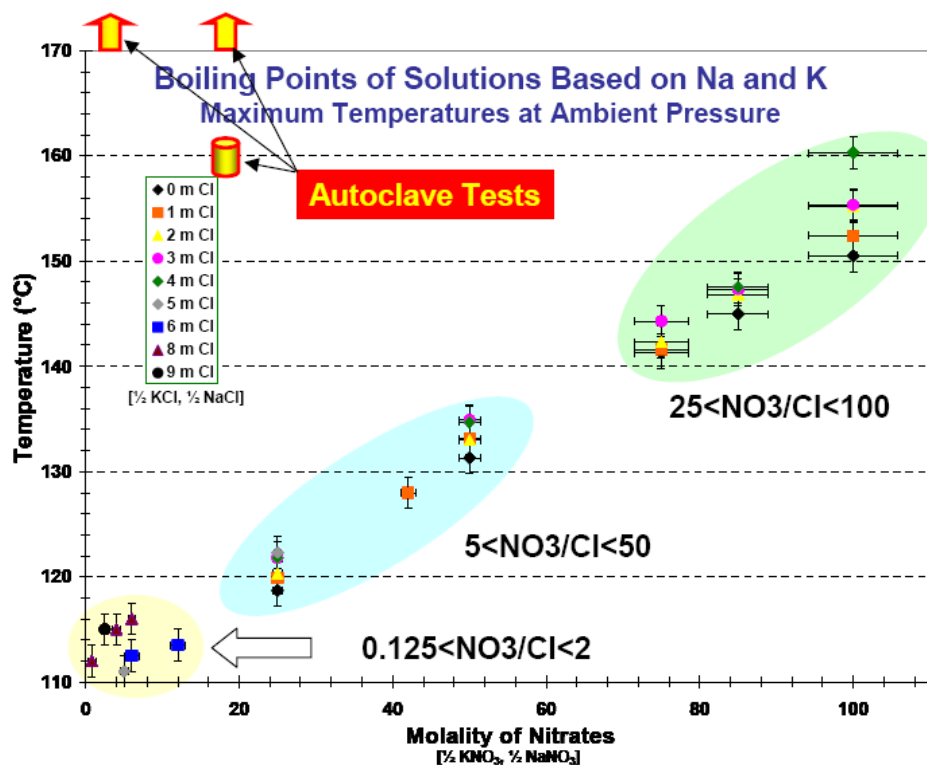 170
Boiling Points of Solutions Based on Na and K
Maximum Temperatures at Ambient Pressure
160
Autoclave Tests
0 m Cl
1 m Cl
2 m Cl
3 m Cl
4 m Cl
5 m Cl
6 m Cl
8 m Cl
9 m Cl
[½ KCl, ½ NaCl]
150
140
130
120
110
Temperature (°C)
25<NO3/Cl<100
5<NO3/Cl<50
0.125<NO3/Cl<2
0 20 40 60 80 100
Molality of Nitrates
[½ KNO₃, ½ NaNO₃]